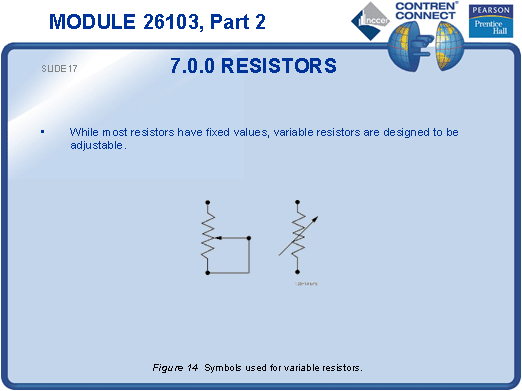 MODULE 26103, Part 2
nccer
CONTREN®
CONNECT
PEARSON
Prentice
Hall
SLIDE 17
7.0.0 RESISTORS
• While most resistors have fixed values, variable resistors are designed to be
adjustable.
Figure 14 Symbols used for variable resistors.